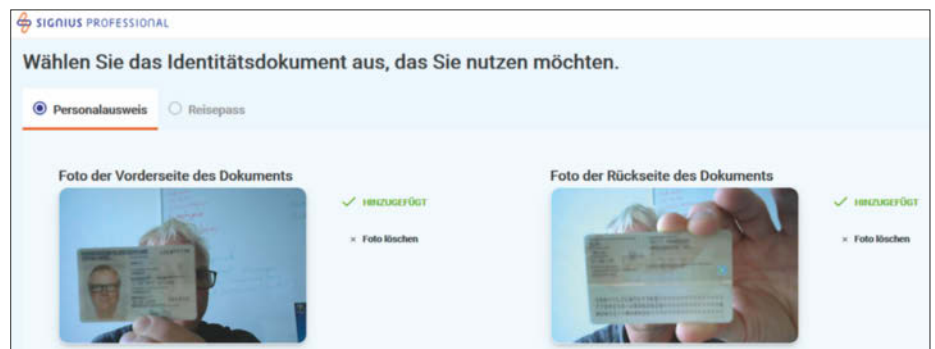 SIGNIUS PROFESSIONAL
Wählen Sie das Identitätsdokument aus, das Sie nutzen möchten.
Personalausweis Reisepass
Foto der Vorderseite des Dokuments
HINZUGEFÜGT
× Foto löschen
Foto der Rückseite des Dokuments
HINZUGEFÜGT
× Foto löschen